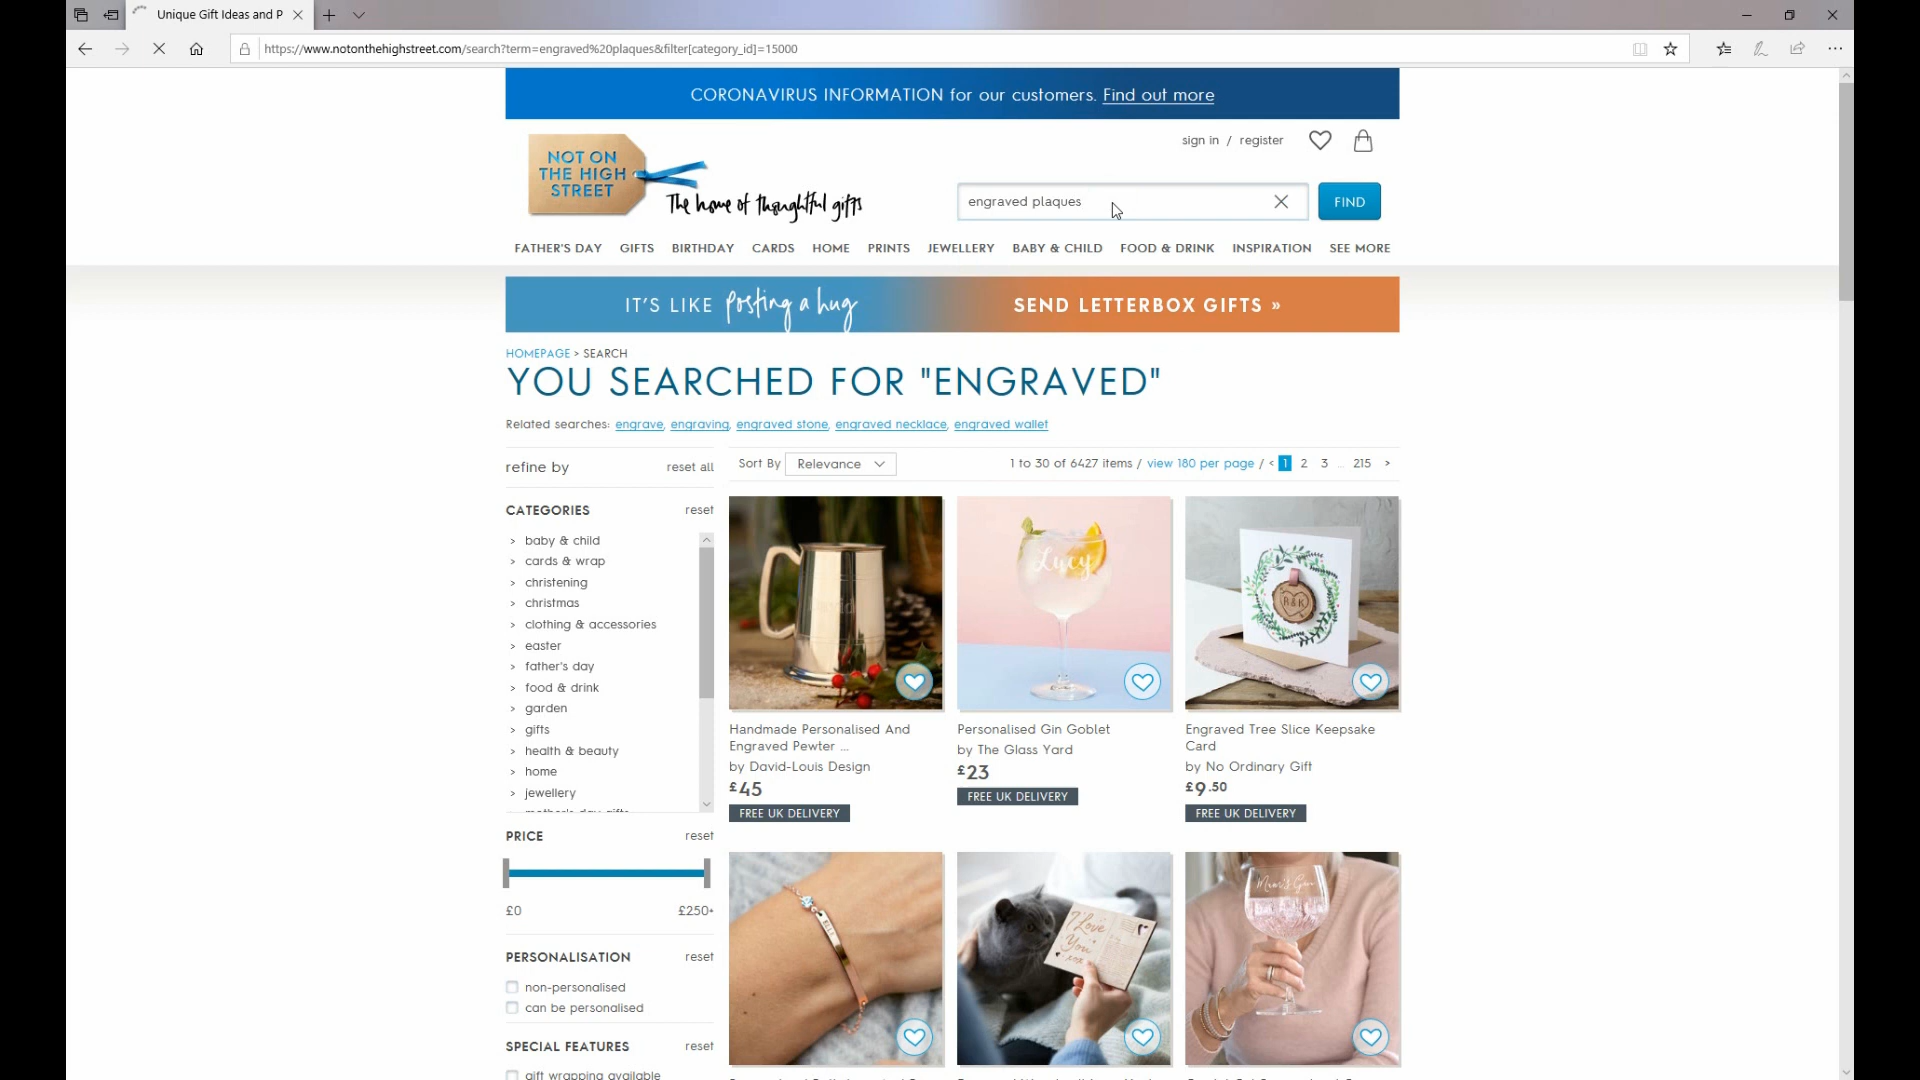 Unique Gift Ideas and P
https://www.notonthehighstreet.com/search?term=engraved%20plaques&filter[category_id]=15000
CORONAVIRUS INFORMATION for our customers. Find out more
sign in / register
NOT ON
THE HIGH
STREET
The home of thoughtful gifts
engraved plaques
FIND
FATHER'S DAY GIFTS BIRTHDAY CARDS HOME PRINTS JEWELLERY BABY & CHILD FOOD & DRINK INSPIRATION SEE MORE
IT'S LIKE posting a hug SEND LETTERBOX GIFTS »
HOMEPAGE > SEARCH
YOU SEARCHED FOR "ENGRAVED"
Related searches: engrave, engraving, engraved stone, engraved necklace, engraved wallet
refine by reset all
Sort By Relevance
1 to 30 of 6427 items / view 180 per page / < 1 2 3 ... 215 >
CATEGORIES reset
> baby & child
> cards & wrap
> christening
> christmas
> clothing & accessories
> easter
> father's day
> food & drink
> garden
> gifts
> health & beauty
> home
> jewellery
PRICE reset
£0 £250+
PERSONALISATION reset
non-personalised
can be personalised
SPECIAL FEATURES reset
gift wrapping available
Lucy
R&K
Handmade Personalised And
Engraved Pewter ...
by David-Louis Design
£45
FREE UK DELIVERY
Personalised Gin Goblet
by The Glass Yard
£23
FREE UK DELIVERY
Engraved Tree Slice Keepsake
Card
by No Ordinary Gift
£9.50
FREE UK DELIVERY
I Love
You
xox
Mum's Gin